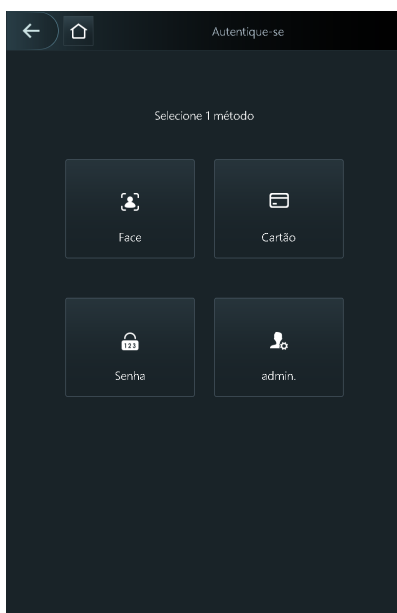 Autentique-se
Selecione 1 método
Face
Cartão
123
Senha
admin.